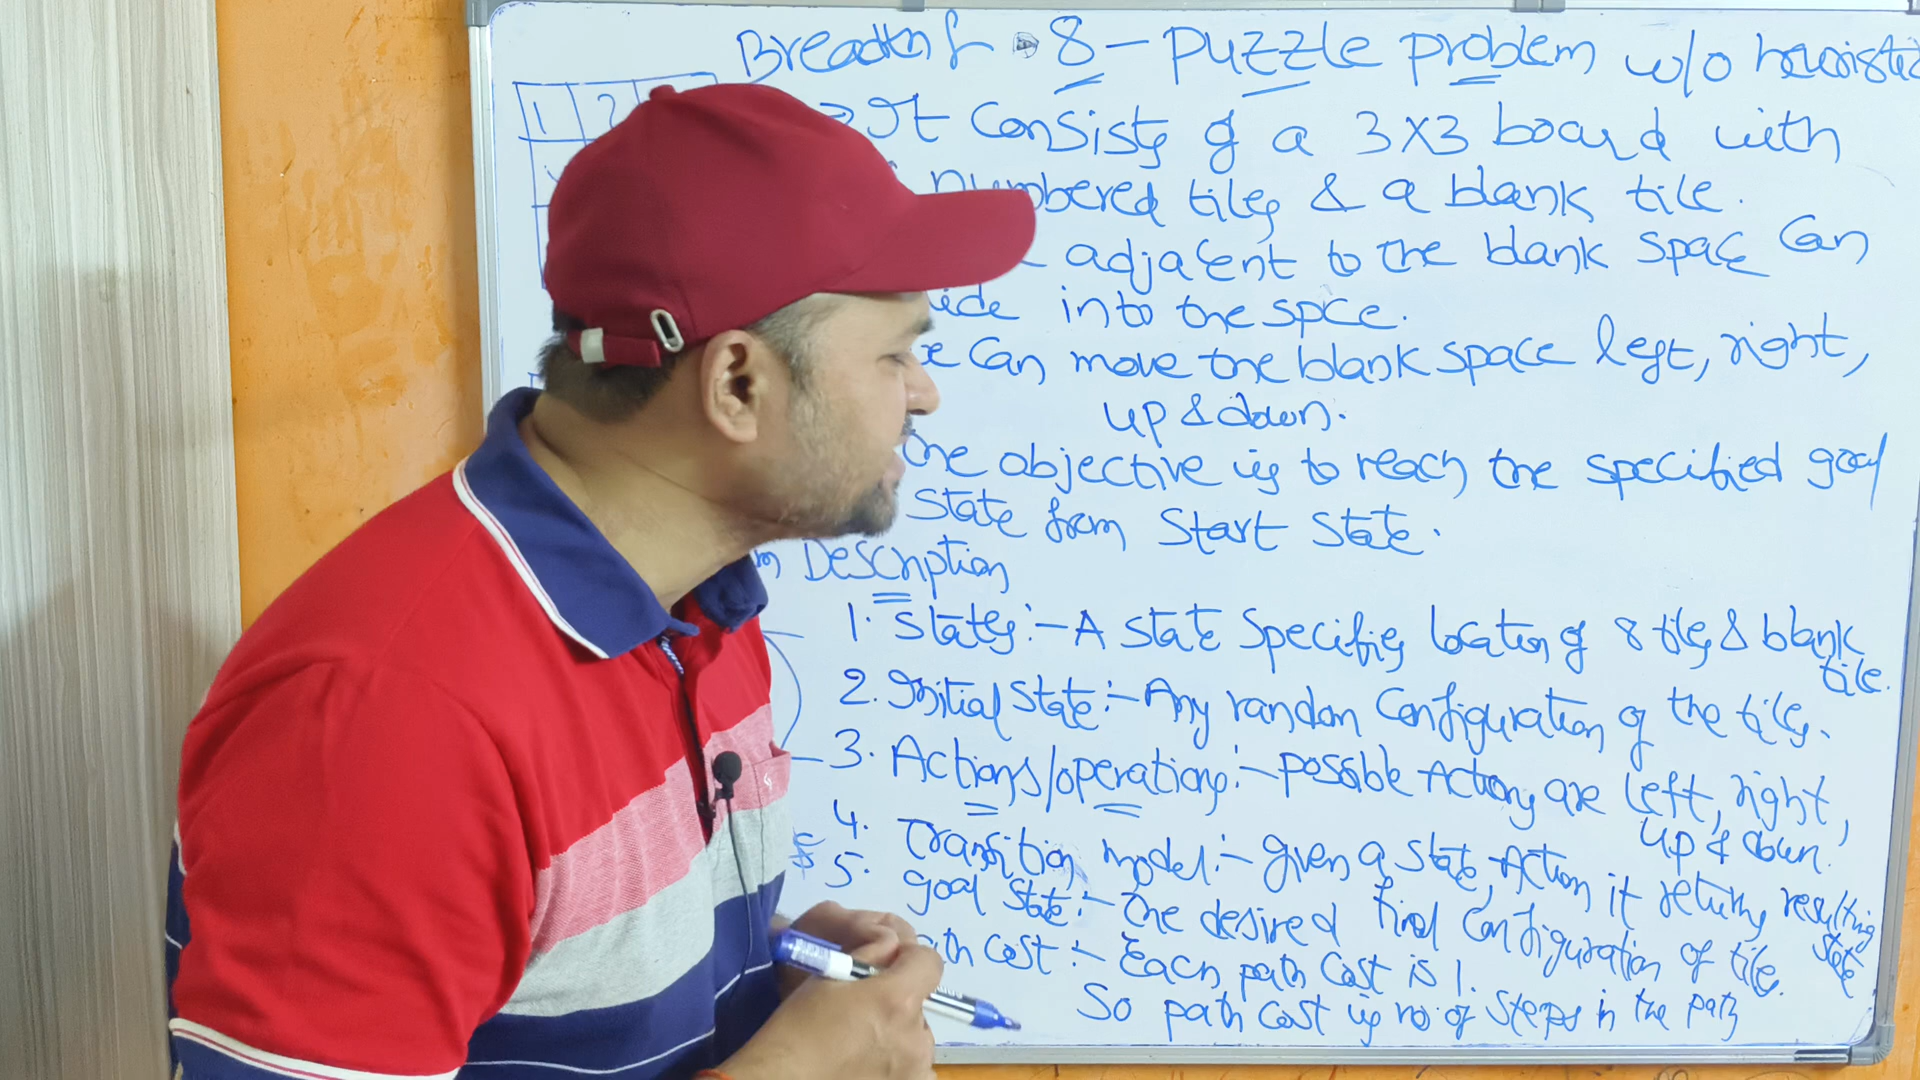 Breadth f 8 - puzzle problem w/o heuristic
1 2
It consists of a 3x3 board with
numbered tiles & a blank tile.
adjacent to the blank space can
ide into the spce.
can move the blank space left, right,
up & down.
The objective is to reach the specified goal
state from start state.
m Description
1. States:- A state specifies location of 8 tiles & blank
tile.
2. Initial state:- Any random configuration of the tiles.
3. Actions/operations:- possible Actions are left, right,
up & down.
4. Transition model:- given a state, Action it returns resulting
state
5. goal state:- The desired final configuration of tile.
th cost:- Each path cost is 1.
So path cost is no. of steps in the path